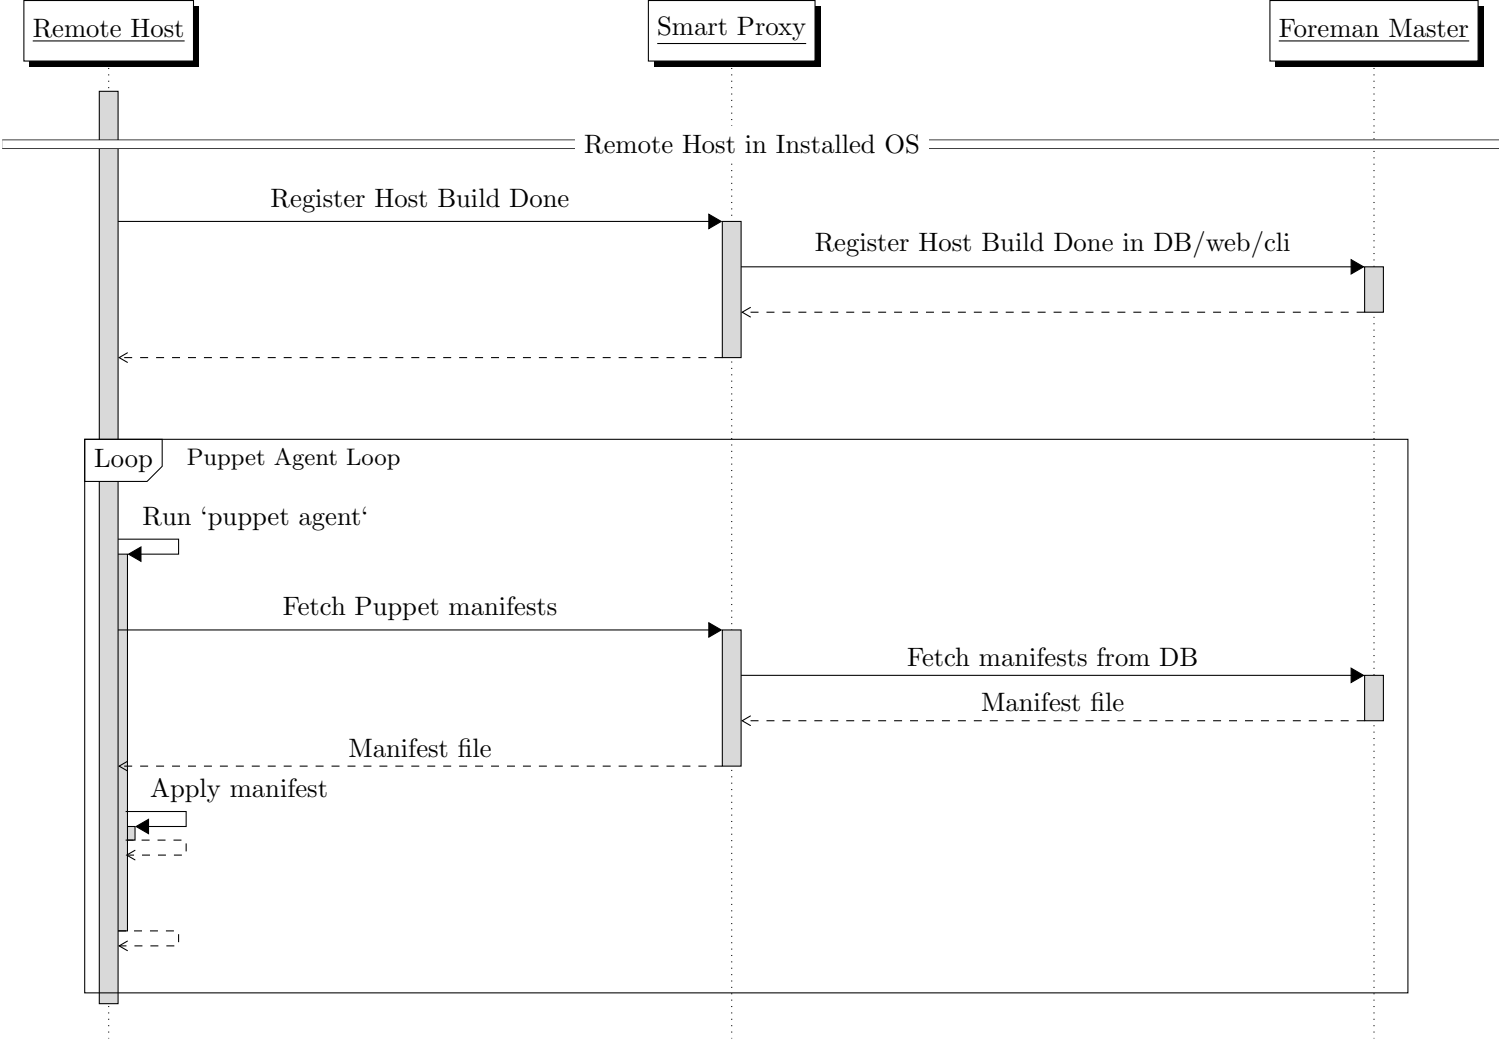 Remote Host
Smart Proxy
Foreman Master
Remote Host in Installed OS
Register Host Build Done
Register Host Build Done in DB/web/cli
Loop
Puppet Agent Loop
Run ‘puppet agent‘
Fetch Puppet manifests
Fetch manifests from DB
Manifest file
Manifest file
Apply manifest